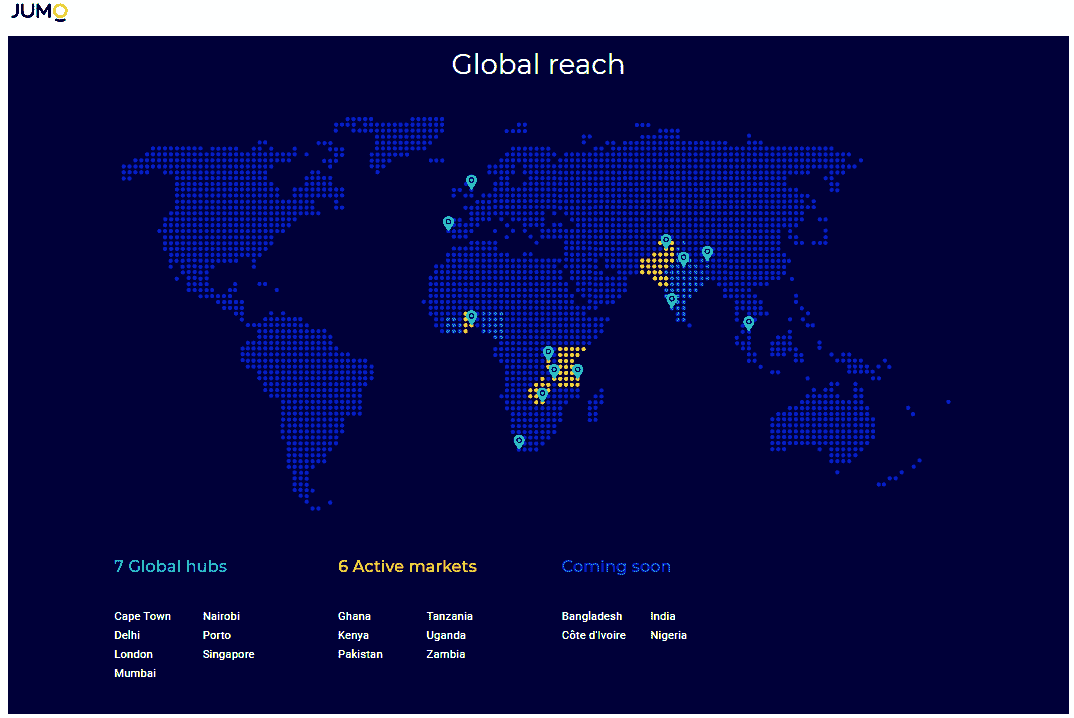 JUMO
Global reach
7 Global hubs
Cape Town Nairobi
Delhi Porto
London Singapore
Mumbai
6 Active markets
Ghana Tanzania
Kenya Uganda
Pakistan Zambia
Coming soon
Bangladesh India
Côte d'Ivoire Nigeria